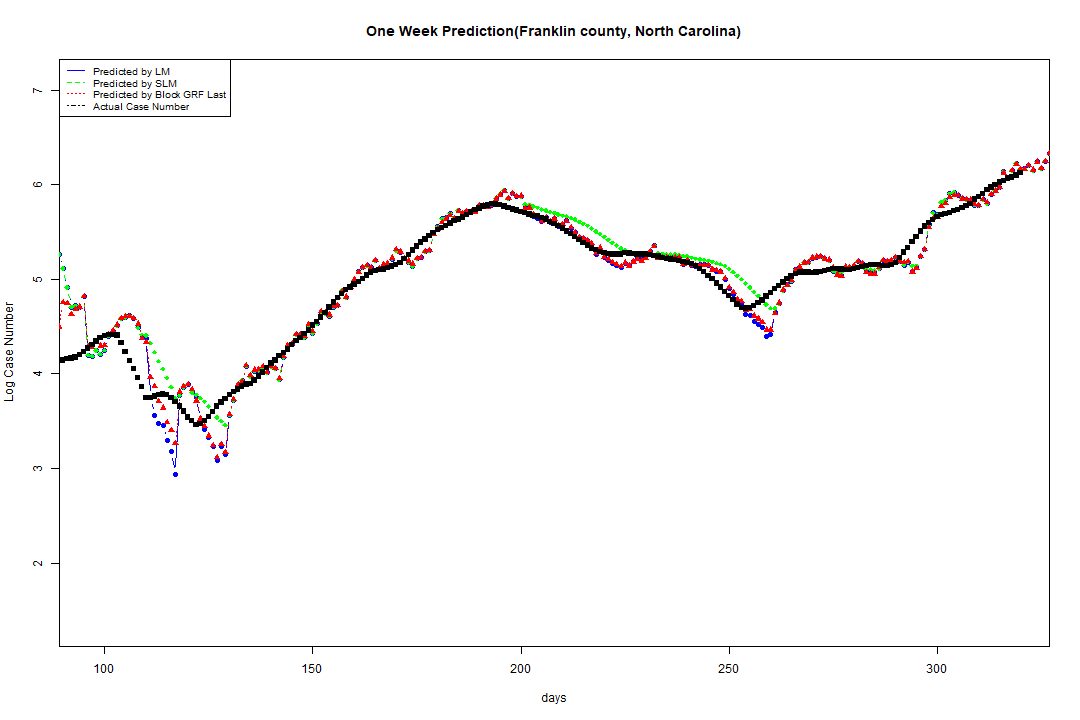 One Week Prediction(Franklin county, North Carolina)
Predicted by LM
Predicted by SLM
Predicted by Block GRF Last
Actual Case Number
7
6
5
4
3
2
Log Case Number
100 150 200 250 300
days